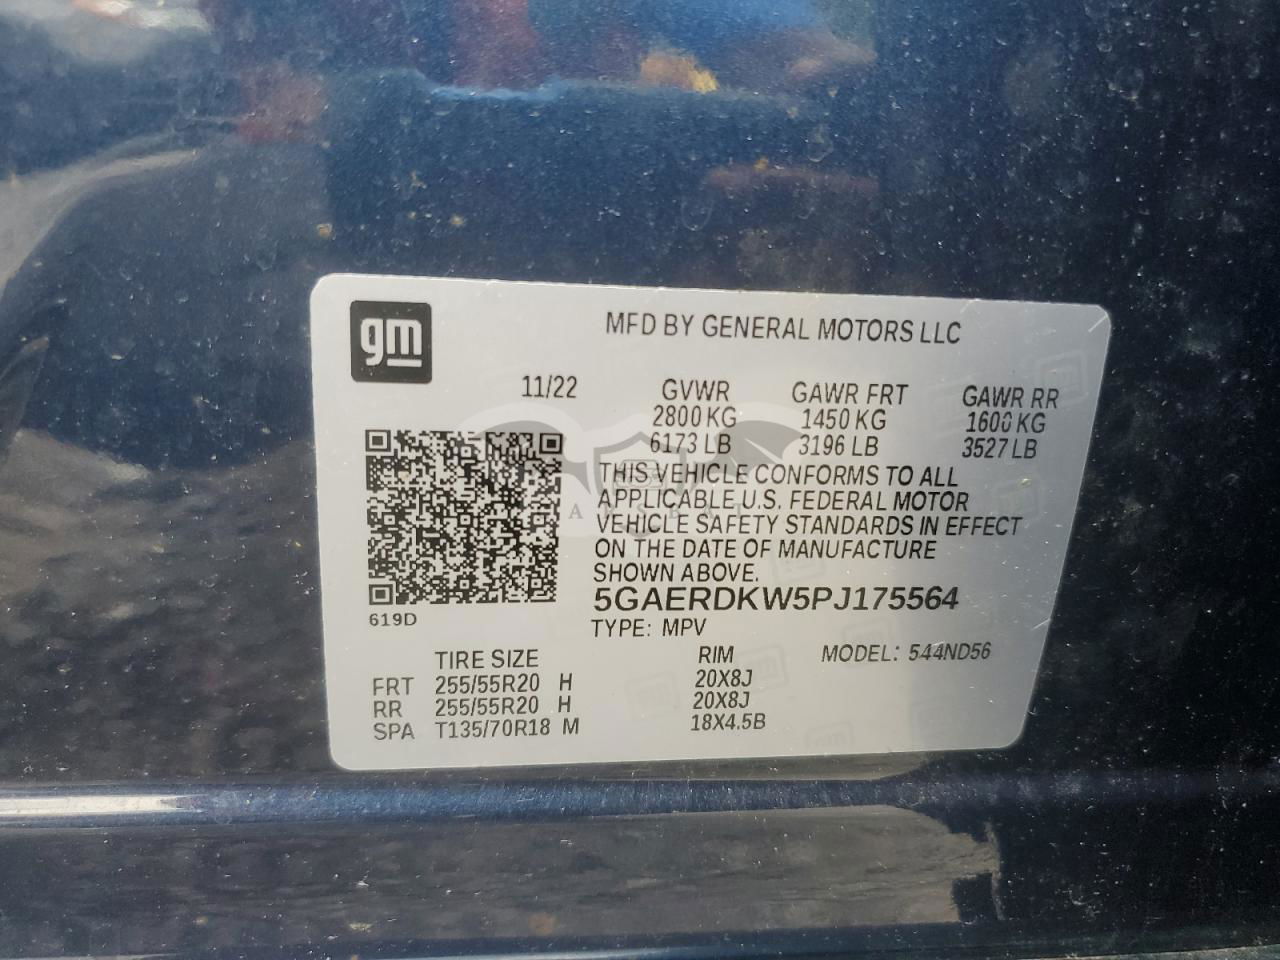 gm
MFD BY GENERAL MOTORS LLC
11/22 GVWR GAWR FRT GAWR RR
2800 KG 1450 KG 1600 KG
6173 LB 3196 LB 3527 LB
THIS VEHICLE CONFORMS TO ALL
APPLICABLE U.S. FEDERAL MOTOR
VEHICLE SAFETY STANDARDS IN EFFECT
ON THE DATE OF MANUFACTURE
SHOWN ABOVE.
5GAERDKW5PJ175564
619D
TYPE: MPV
TIRE SIZE RIM MODEL: 544ND56
FRT 255/55R20 H 20X8J
RR 255/55R20 H 20X8J
SPA T135/70R18 M 18X4.5B